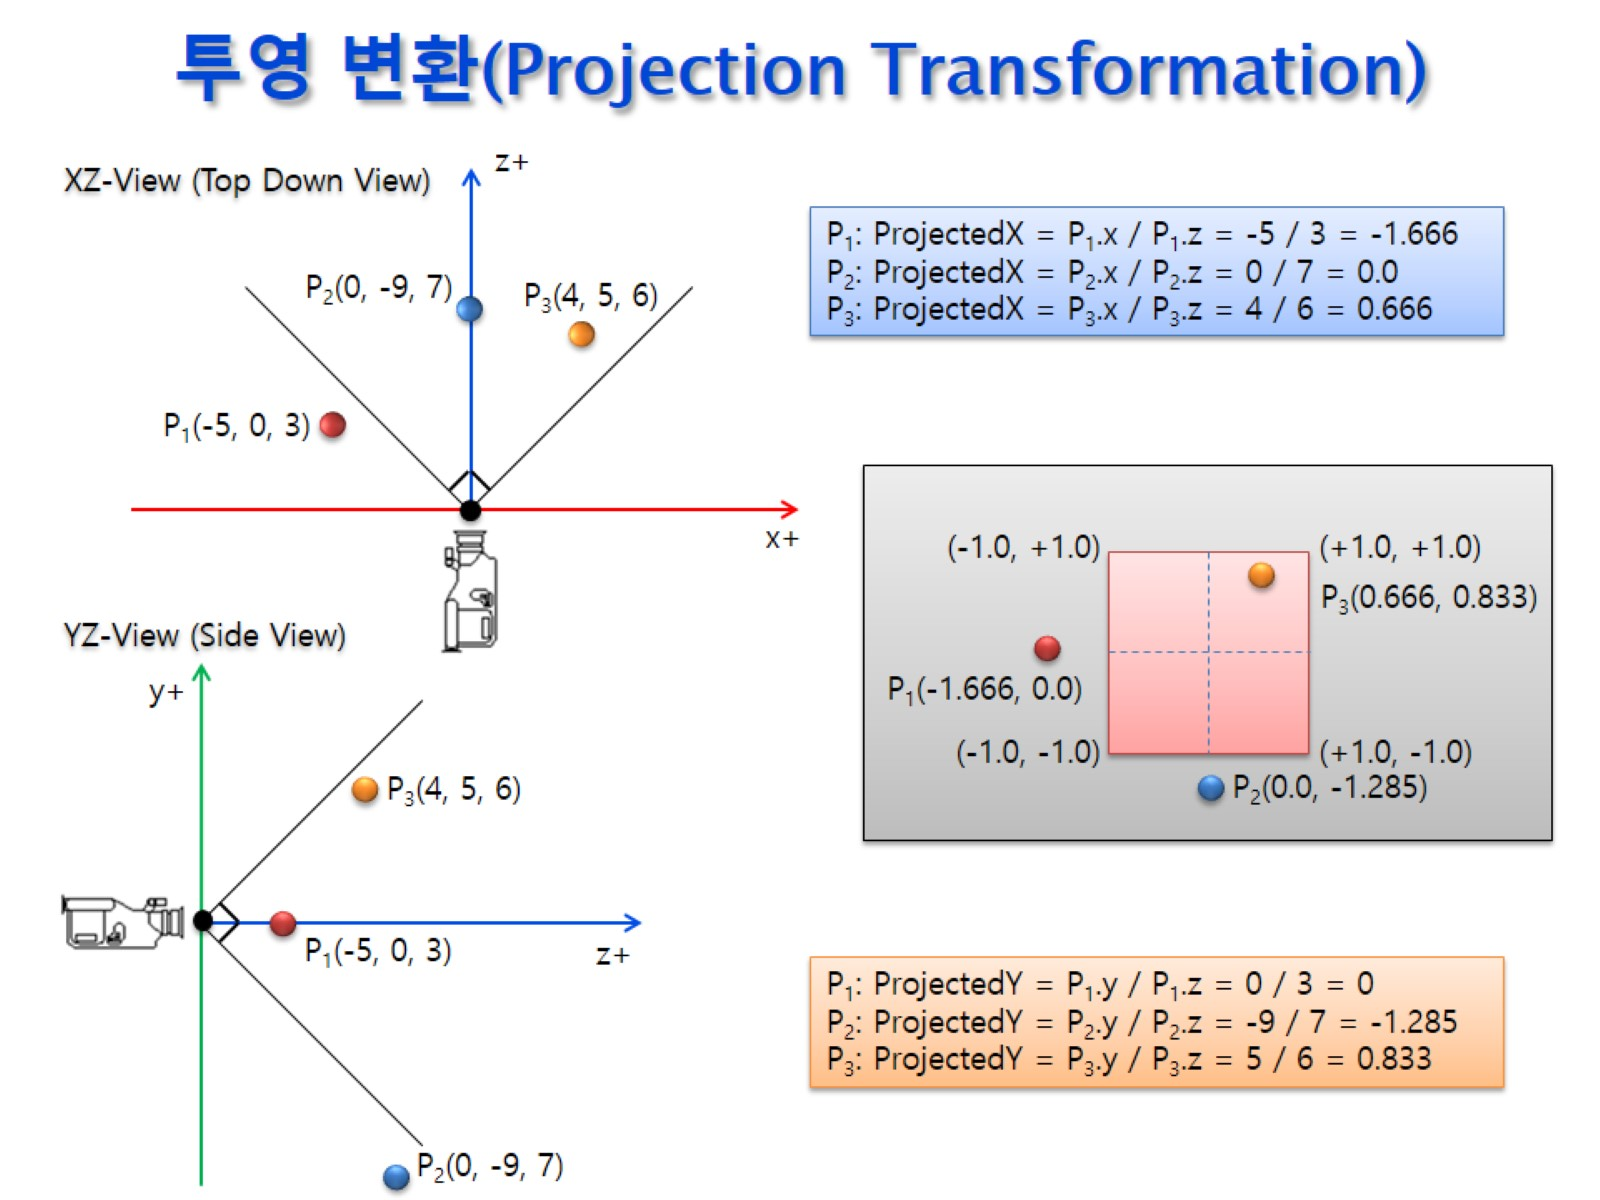 투영 변환(Projection Transformation)
XZ-View (Top Down View)
z+
P₂(0, -9, 7)
P₃(4, 5, 6)
P₁(-5, 0, 3)
x+
P₁: ProjectedX = P₁.x / P₁.z = -5 / 3 = -1.666
P₂: ProjectedX = P₂.x / P₂.z = 0 / 7 = 0.0
P₃: ProjectedX = P₃.x / P₃.z = 4 / 6 = 0.666
(-1.0, +1.0)
(+1.0, +1.0)
P₃(0.666, 0.833)
P₁(-1.666, 0.0)
(-1.0, -1.0)
(+1.0, -1.0)
P₂(0.0, -1.285)
YZ-View (Side View)
y+
P₃(4, 5, 6)
P₁(-5, 0, 3)
z+
P₂(0, -9, 7)
P₁: ProjectedY = P₁.y / P₁.z = 0 / 3 = 0
P₂: ProjectedY = P₂.y / P₂.z = -9 / 7 = -1.285
P₃: ProjectedY = P₃.y / P₃.z = 5 / 6 = 0.833